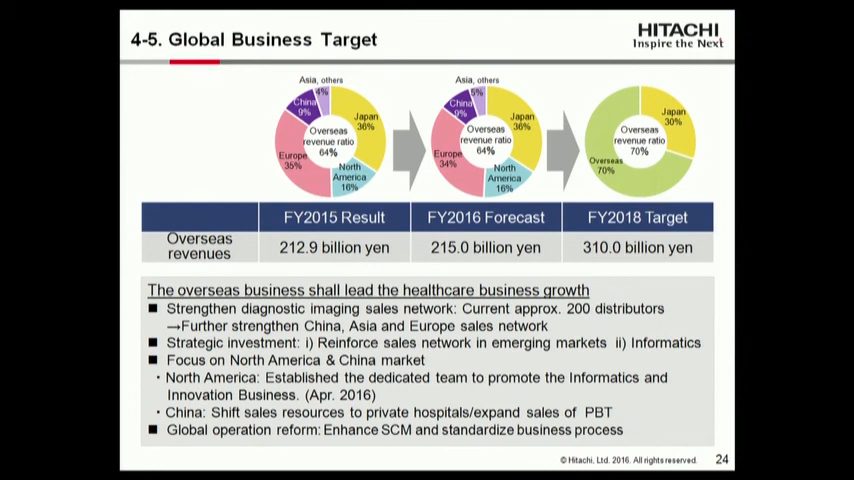 4-5. Global Business Target
HITACHI
Inspire the Next
Asia, others
4%
China
9%
Japan
36%
Overseas
revenue ratio
64%
Europe
35%
North
America
16%
Asia, others
5%
China
9%
Japan
36%
Overseas
revenue ratio
64%
Europe
34%
North
America
16%
Japan
30%
Overseas
revenue ratio
70%
Overseas
70%
FY2015 Result FY2016 Forecast FY2018 Target
Overseas
revenues
212.9 billion yen 215.0 billion yen 310.0 billion yen
The overseas business shall lead the healthcare business growth
■ Strengthen diagnostic imaging sales network: Current approx. 200 distributors
→Further strengthen China, Asia and Europe sales network
■ Strategic investment: i) Reinforce sales network in emerging markets ii) Informatics
■ Focus on North America & China market
・North America: Established the dedicated team to promote the Informatics and
Innovation Business. (Apr. 2016)
・China: Shift sales resources to private hospitals/expand sales of PBT
■ Global operation reform: Enhance SCM and standardize business process
© Hitachi, Ltd. 2016. All rights reserved. 24